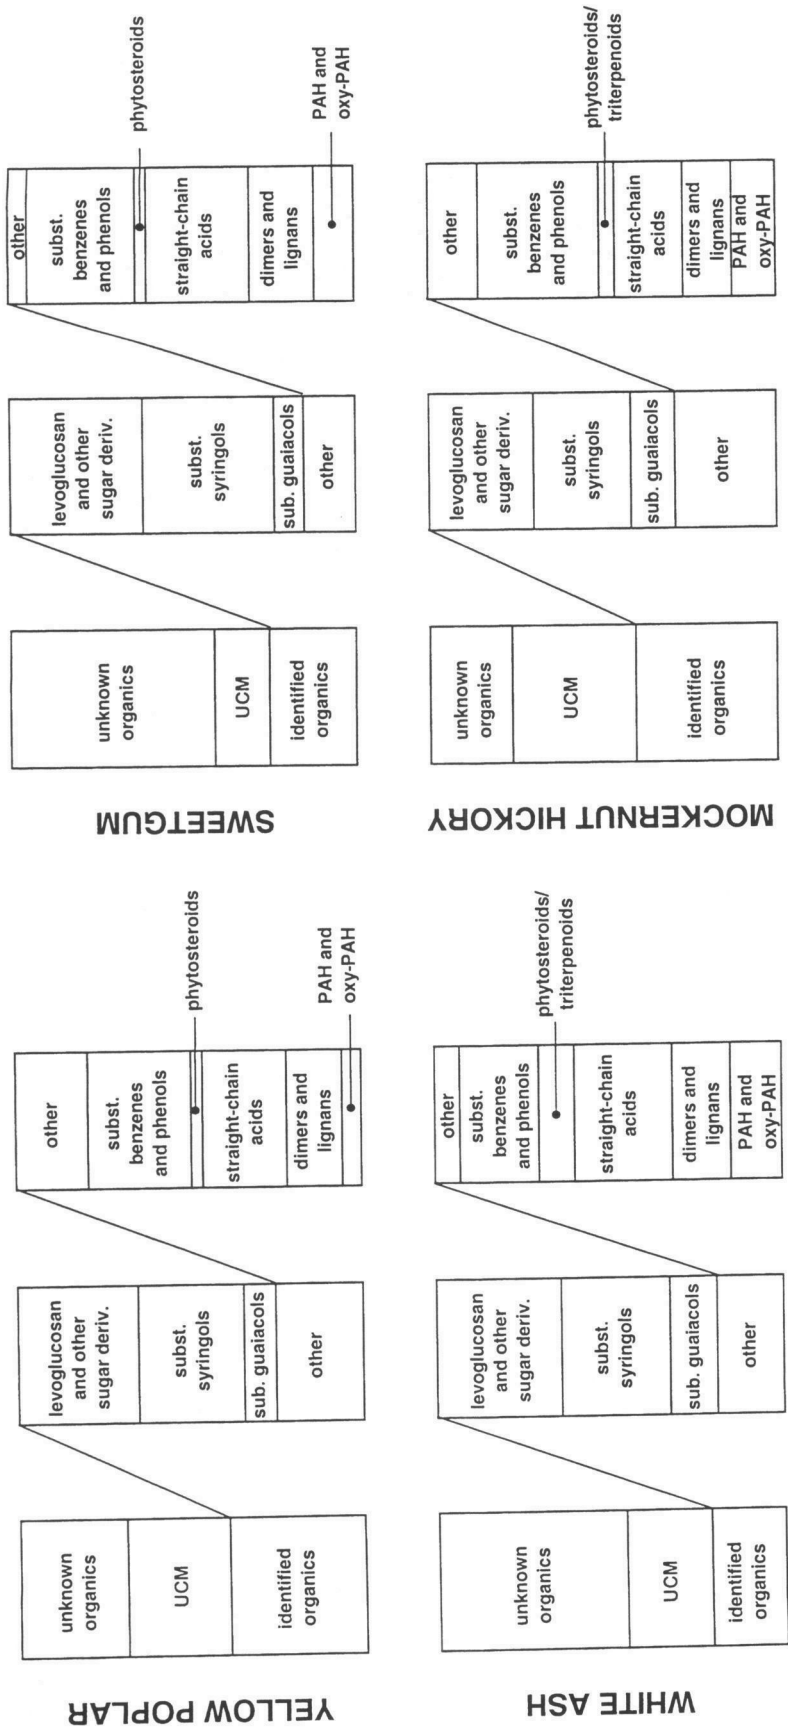 YELLOW POPLAR
unknown
organics
UCM
identified
organics
levoglucosan
and other
sugar deriv.
subst.
syringols
sub. guaiacols
other
other
subst.
benzenes
and phenols
straight-chain
acids
dimers and
lignans
phytosteroids
PAH and
oxy-PAH
SWEETGUM
unknown
organics
UCM
identified
organics
levoglucosan
and other
sugar deriv.
subst.
syringols
sub. guaiacols
other
other
subst.
benzenes
and phenols
straight-chain
acids
dimers and
lignans
phytosteroids
PAH and
oxy-PAH
WHITE ASH
unknown
organics
UCM
identified
organics
levoglucosan
and other
sugar deriv.
subst.
syringols
sub. guaiacols
other
other
subst.
benzenes
and phenols
straight-chain
acids
dimers and
lignans
PAH and
oxy-PAH
phytosteroids/
triterpenoids
MOCKERNUT HICKORY
unknown
organics
UCM
identified
organics
levoglucosan
and other
sugar deriv.
subst.
syringols
sub. guaiacols
other
other
subst.
benzenes
and phenols
straight-chain
acids
dimers and
lignans
PAH and
oxy-PAH
phytosteroids/
triterpenoids